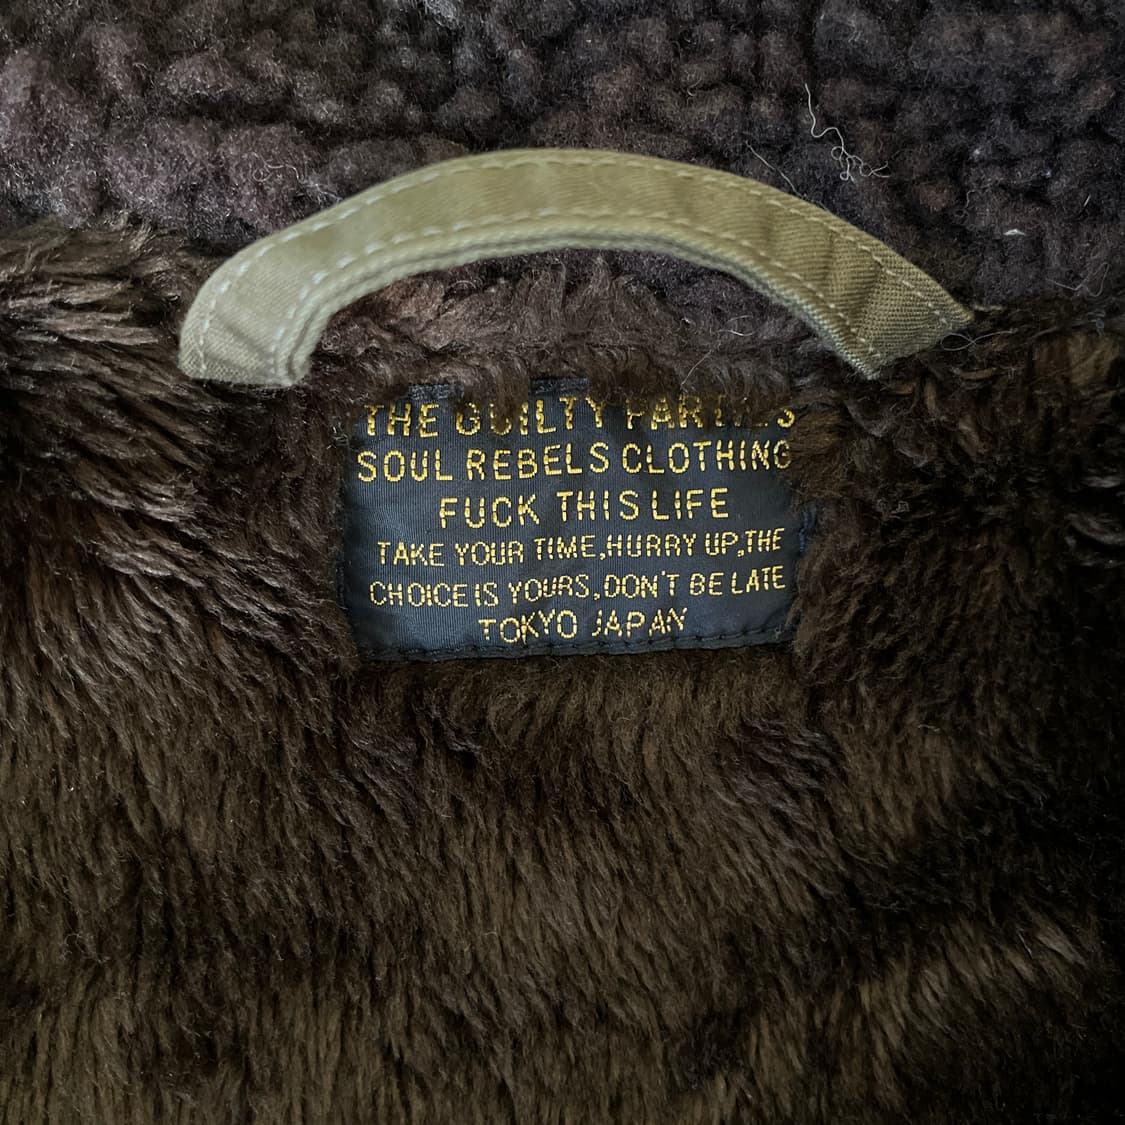 THE GUILTY PARTIES
SOUL REBELS CLOTHING
FUCK THIS LIFE
TAKE YOUR TIME,HURRY UP,THE
CHOICE IS YOURS,DON'T BE LATE
TOKYO JAPAN